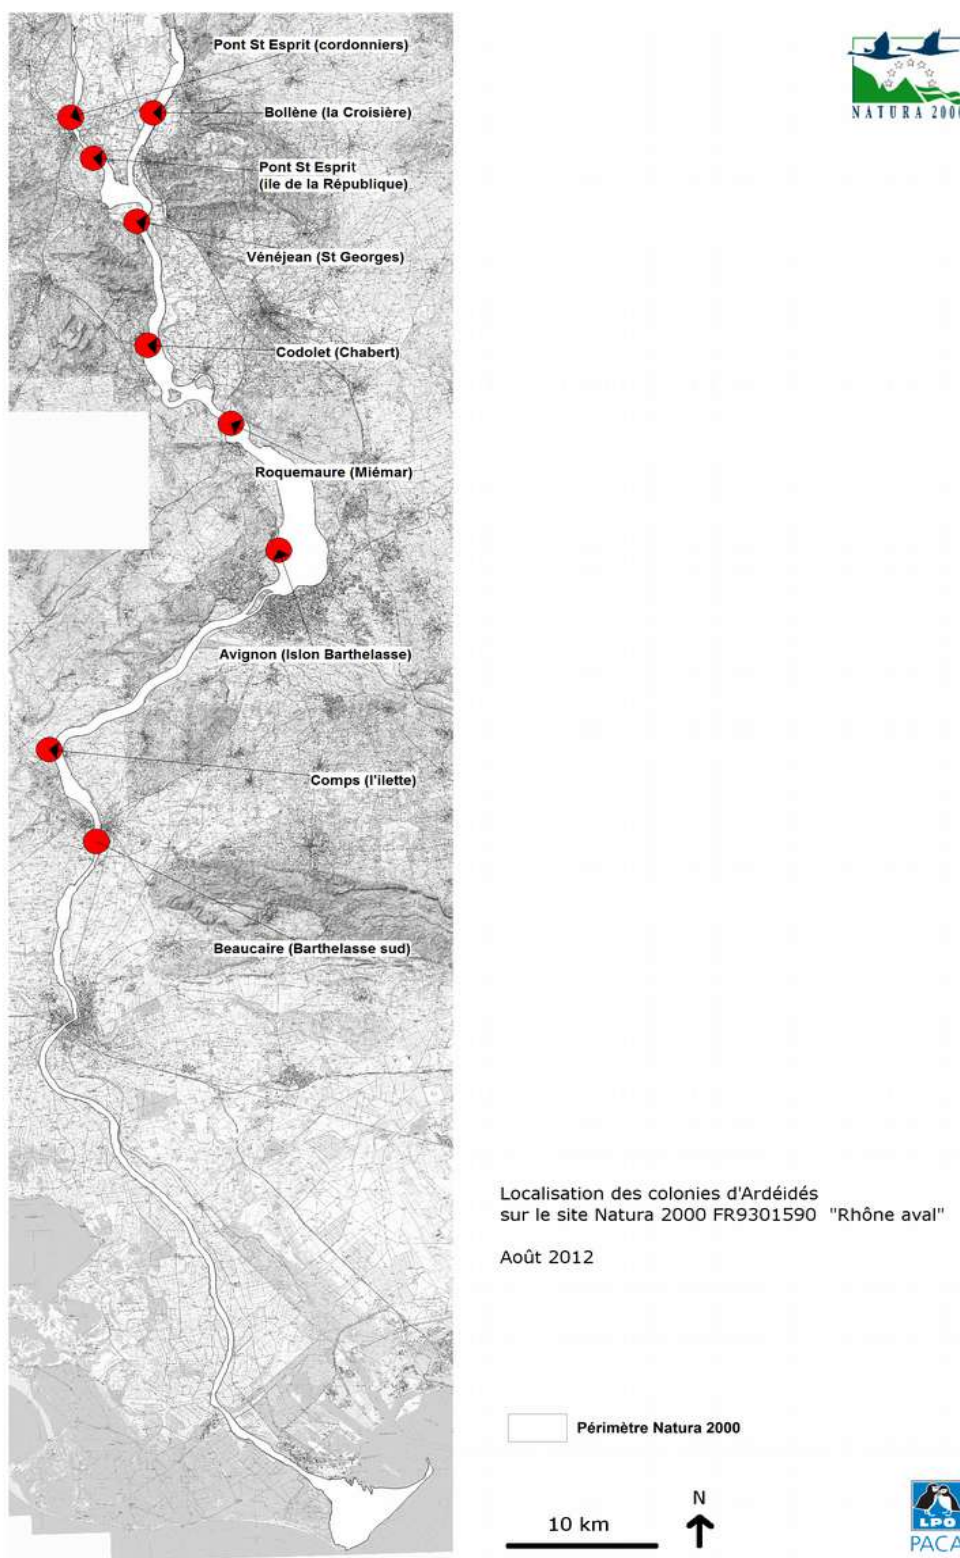 Pont St Esprit (cordonniers)
Bollène (la Croisière)
Pont St Esprit
(ile de la République)
Vénéjean (St Georges)
Codolet (Chabert)
Roquemaure (Miémar)
Avignon (Islon Barthelasse)
Comps (l'ilette)
Beaucaire (Barthelasse sud)
NATURA 2000
Localisation des colonies d'Ardéidés
sur le site Natura 2000 FR9301590 "Rhône aval"
Août 2012
Périmètre Natura 2000
10 km
N
LPO
PACA